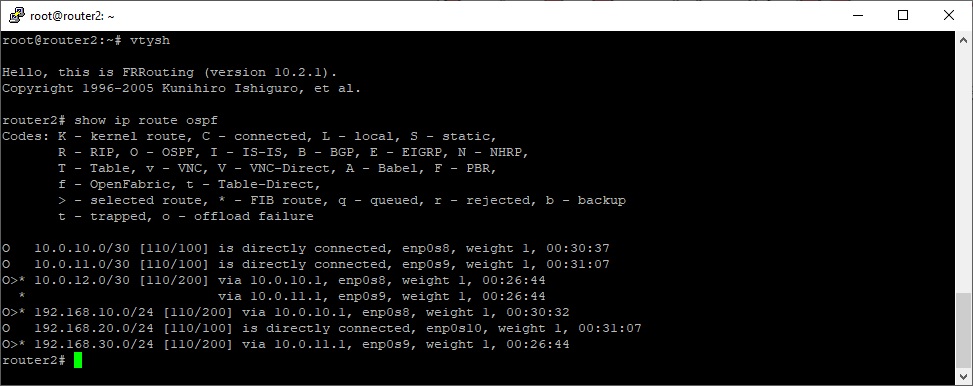 root@router2: ~
root@router2:~# vtysh
Hello, this is FRRouting (version 10.2.1).
Copyright 1996-2005 Kunihiro Ishiguro, et al.
router2# show ip route ospf
Codes: K - kernel route, C - connected, L - local, S - static,
       R - RIP, O - OSPF, I - IS-IS, B - BGP, E - EIGRP, N - NHRP,
       T - Table, v - VNC, V - VNC-Direct, A - Babel, F - PBR,
       f - OpenFabric, t - Table-Direct,
       > - selected route, * - FIB route, q - queued, r - rejected, b - backup
       t - trapped, o - offload failure
O   10.0.10.0/30 [110/100] is directly connected, enp0s8, weight 1, 00:30:37
O   10.0.11.0/30 [110/100] is directly connected, enp0s9, weight 1, 00:31:07
O>* 10.0.12.0/30 [110/200] via 10.0.10.1, enp0s8, weight 1, 00:26:44
  *                        via 10.0.11.1, enp0s9, weight 1, 00:26:44
O>* 192.168.10.0/24 [110/200] via 10.0.10.1, enp0s8, weight 1, 00:30:32
O   192.168.20.0/24 [110/100] is directly connected, enp0s10, weight 1, 00:31:07
O>* 192.168.30.0/24 [110/200] via 10.0.11.1, enp0s9, weight 1, 00:26:44
router2#